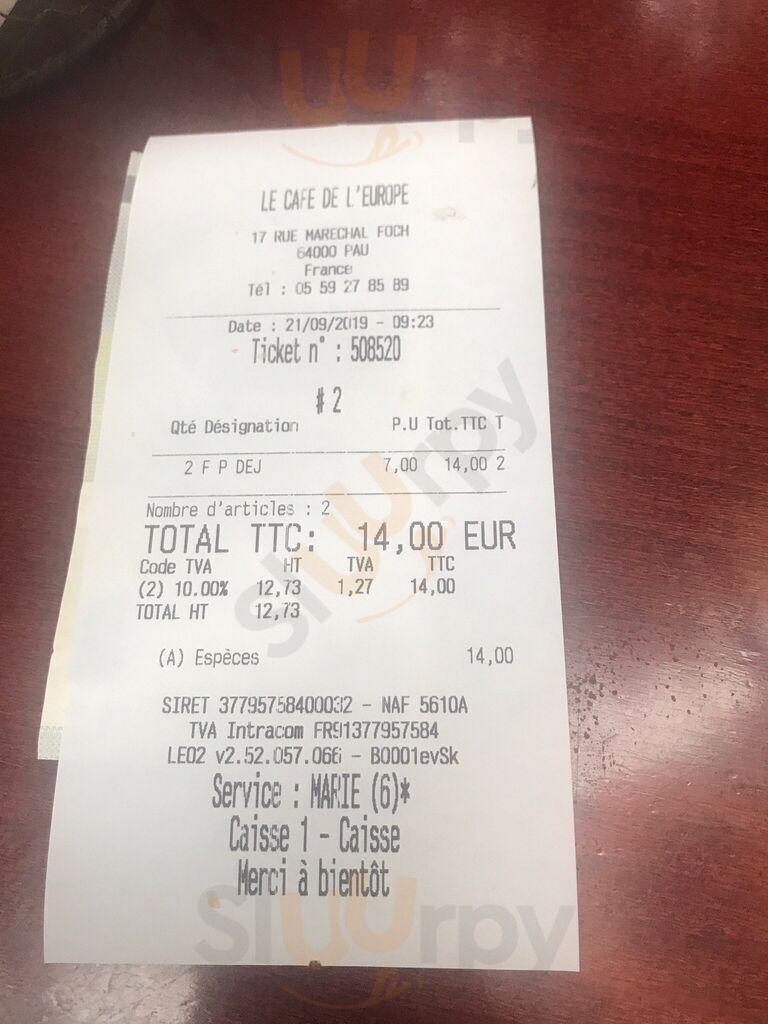 LE CAFE DE L'EUROPE
17 RUE MARECHAL FOCH
64000 PAU
France
Tél : 05 59 27 85 89
Date : 21/09/2019 - 09:23
Ticket n° : 508520
#2
Qté Désignation P.U Tot.TTC T
2 F P DEJ 7,00 14,00 2
Nombre d'articles : 2
TOTAL TTC: 14,00 EUR
Code TVA HT TVA TTC
(2) 10.00% 12,73 1,27 14,00
TOTAL HT 12,73
(A) Espèces 14,00
SIRET 37795758400032 - NAF 5610A
TVA Intracom FR91377957584
LEO2 v2.52.057.066 - B0001evSk
Service : MARIE (6)*
Caisse 1 - Caisse
Merci à bientôt
sluurpy
sluurpy